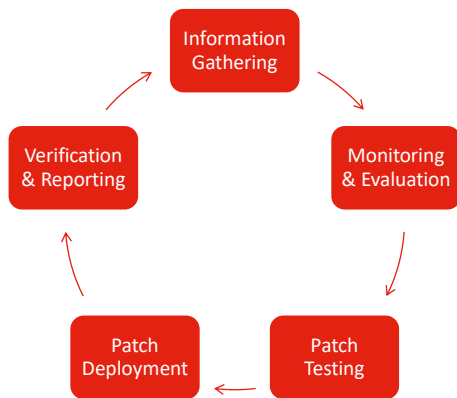 Information
Gathering
Monitoring
& Evaluation
Patch
Testing
Patch
Deployment
Verification
& Reporting